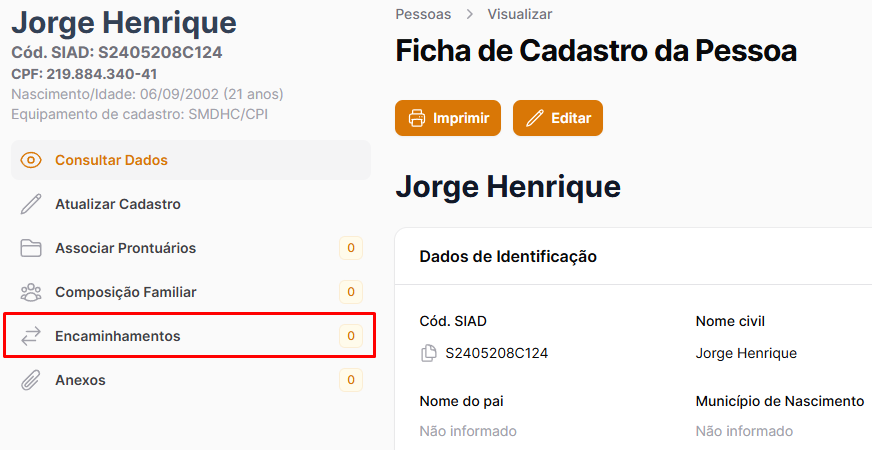 Jorge Henrique
Cód. SIAD: S2405208C124
CPF: 219.884.340-41
Nascimento/Idade: 06/09/2002 (21 anos)
Equipamento de cadastro: SMDHC/CPI
Consultar Dados
Atualizar Cadastro
Associar Prontuários 0
Composição Familiar 0
Encaminhamentos 0
Anexos 0
Pessoas > Visualizar
Ficha de Cadastro da Pessoa
Imprimir Editar
Jorge Henrique
Dados de Identificação
Cód. SIAD Nome civil
S2405208C124 Jorge Henrique
Nome do pai Município de Nascimento
Não informado Não informado